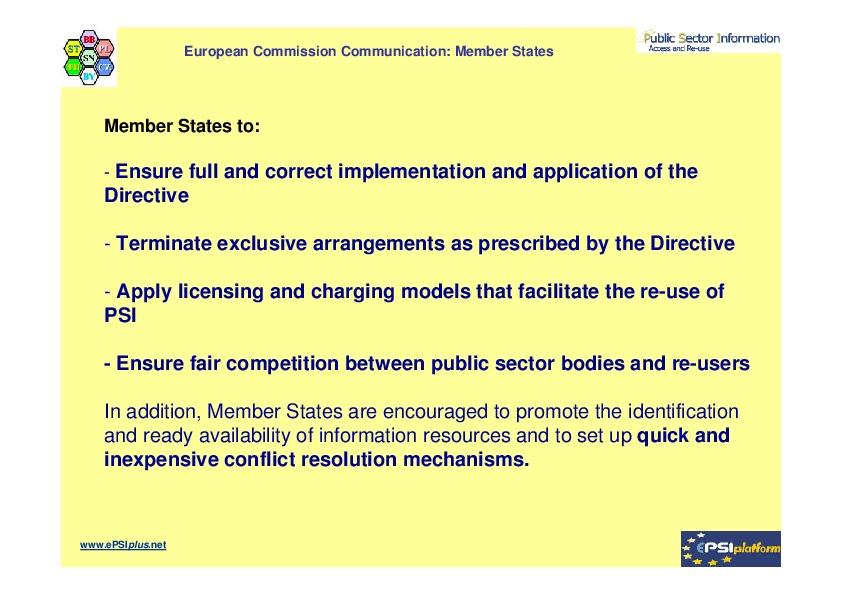 BB
ST
PL
SN
TH
CZ
BY
European Commission Communication: Member States
Public Sector Information
Access and Re-use
Member States to:
- Ensure full and correct implementation and application of the
Directive
- Terminate exclusive arrangements as prescribed by the Directive
- Apply licensing and charging models that facilitate the re-use of
PSI
- Ensure fair competition between public sector bodies and re-users
In addition, Member States are encouraged to promote the identification
and ready availability of information resources and to set up quick and
inexpensive conflict resolution mechanisms.
www.ePSIplus.net
ePSIplatform